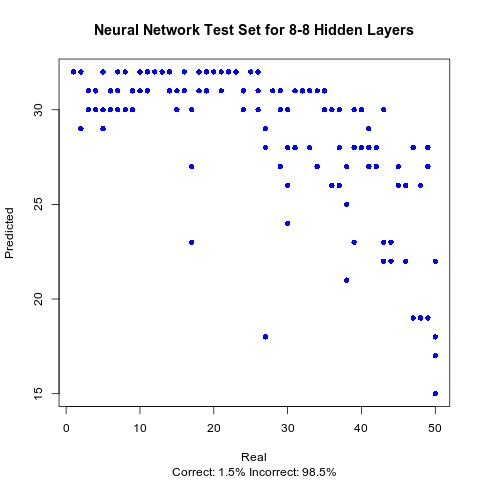 Neural Network Test Set for 8-8 Hidden Layers
Predicted
30
25
20
15
0 10 20 30 40 50
Real
Correct: 1.5% Incorrect: 98.5%